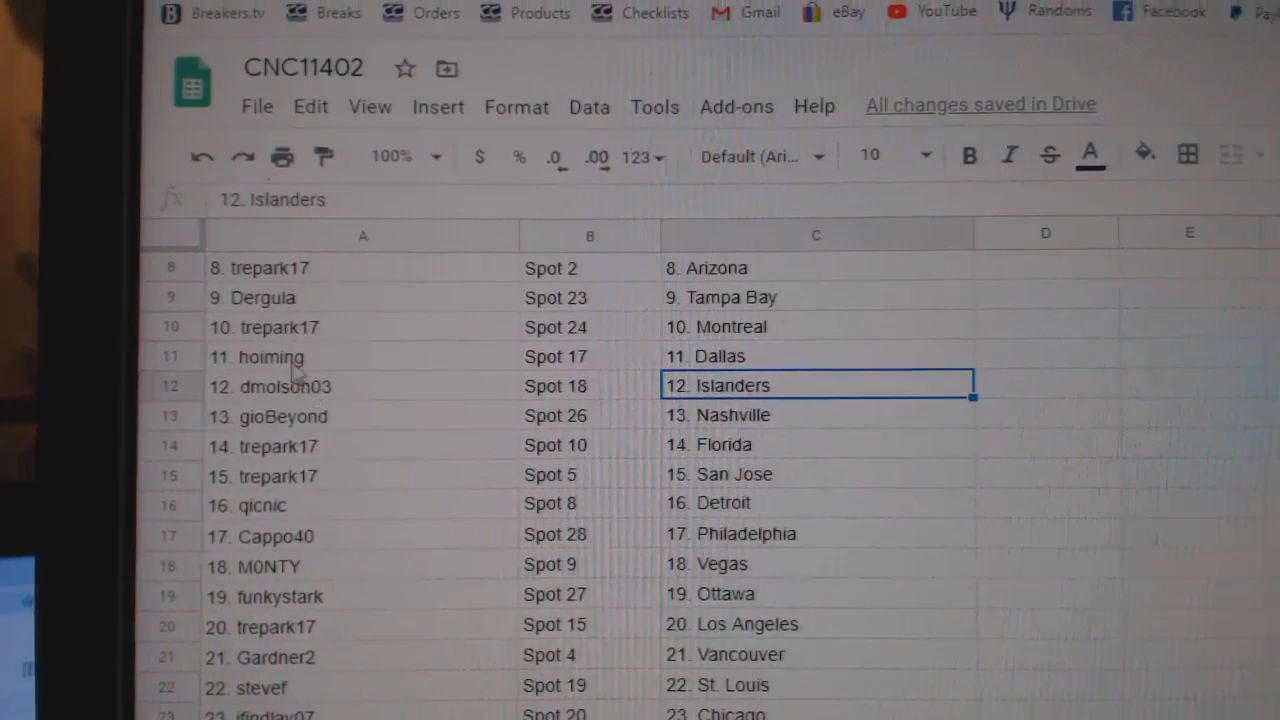 Breakers.tv Breaks Orders Products Checklists Gmail eBay YouTube Randoms Facebook
CNC11402
File Edit View Insert Format Data Tools Add-ons Help All changes saved in Drive
100% $ % .0 .00 123 Default (Ari... 10 B I S A
fx 12. Islanders
A B C D E
8 8. trepark17 Spot 2 8. Arizona
9 9. Dergula Spot 23 9. Tampa Bay
10 10. trepark17 Spot 24 10. Montreal
11 11. hoiming Spot 17 11. Dallas
12 12. dmolson03 Spot 18 12. Islanders
13 13. gioBeyond Spot 26 13. Nashville
14 14. trepark17 Spot 10 14. Florida
15 15. trepark17 Spot 5 15. San Jose
16 16. qicnic Spot 8 16. Detroit
17 17. Cappo40 Spot 28 17. Philadelphia
18 18. M0NTY Spot 9 18. Vegas
19 19. funkystark Spot 27 19. Ottawa
20 20. trepark17 Spot 15 20. Los Angeles
21 21. Gardner2 Spot 4 21. Vancouver
22 22. stevef Spot 19 22. St. Louis
23 23. jfindlay07 Spot 20 23. Chicago